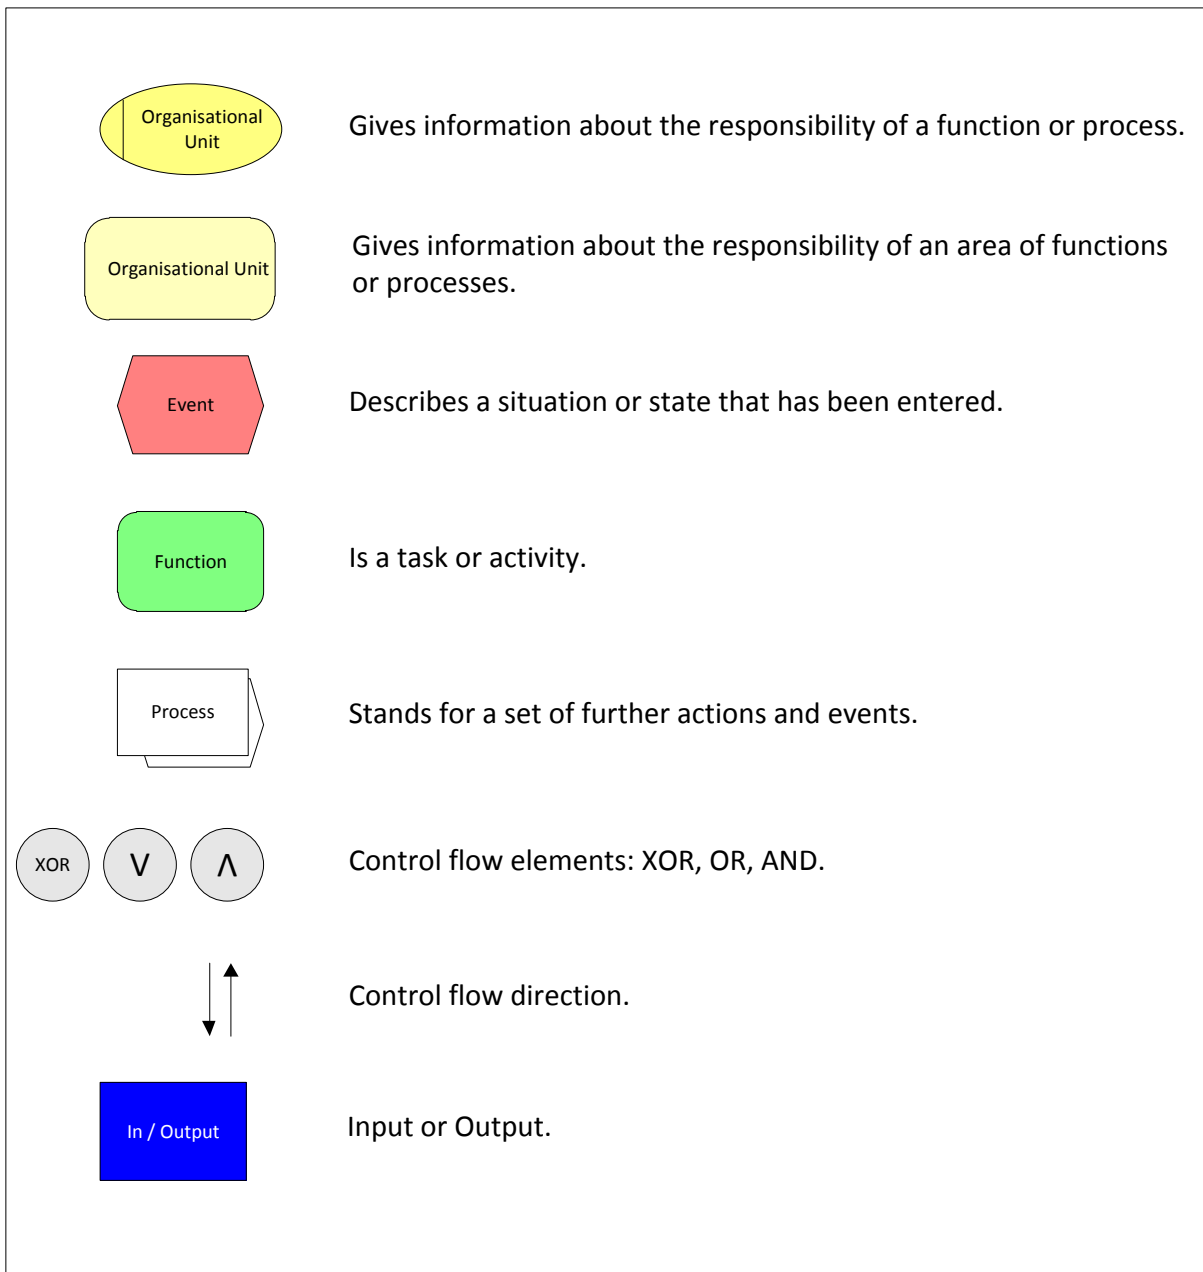 Organisational
Unit
Gives information about the responsibility of a function or process.
Organisational Unit
Gives information about the responsibility of an area of functions
or processes.
Event
Describes a situation or state that has been entered.
Function
Is a task or activity.
Process
Stands for a set of further actions and events.
XOR V Λ
Control flow elements: XOR, OR, AND.
Control flow direction.
In / Output
Input or Output.